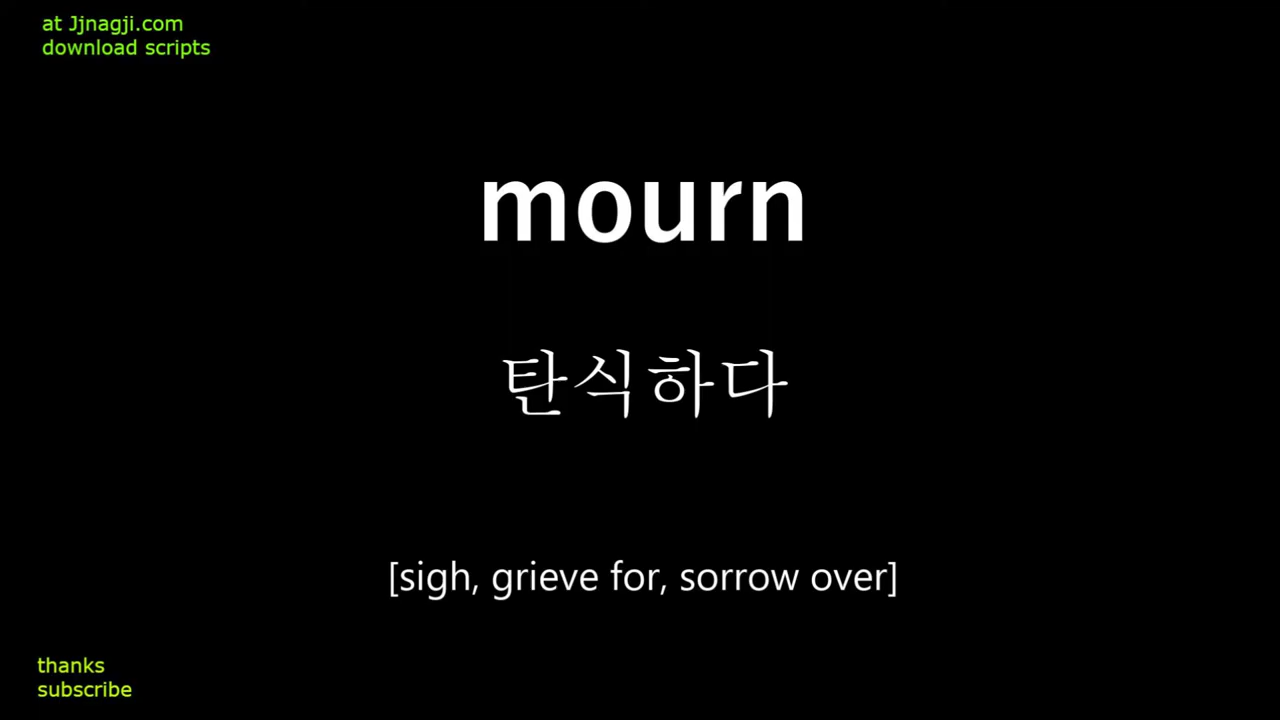 at Jjnagji.com
download scripts
mourn
탄식하다
[sigh, grieve for, sorrow over]
thanks
subscribe